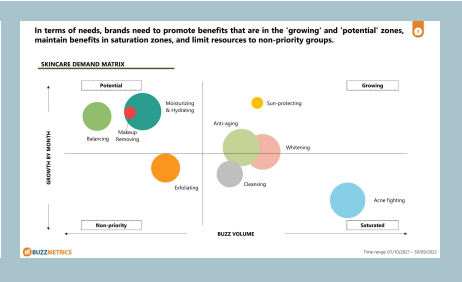 In terms of needs, brands need to promote benefits that are in the 'growing' and 'potential' zones,
maintain benefits in saturation zones, and limit resources to non-priority groups.
SKINCARE DEMAND MATRIX
Potential
Growing
Moisturizing
& Hydrating
Sun-protecting
Makeup
Removing
Balancing
Anti-aging
Whitening
GROWTH BY MONTH
Exfoliating
Cleansing
Acne fighting
Non-priority
Saturated
BUZZ VOLUME
BUZZMETRICS
Time range: 01/10/2021 – 30/09/2022